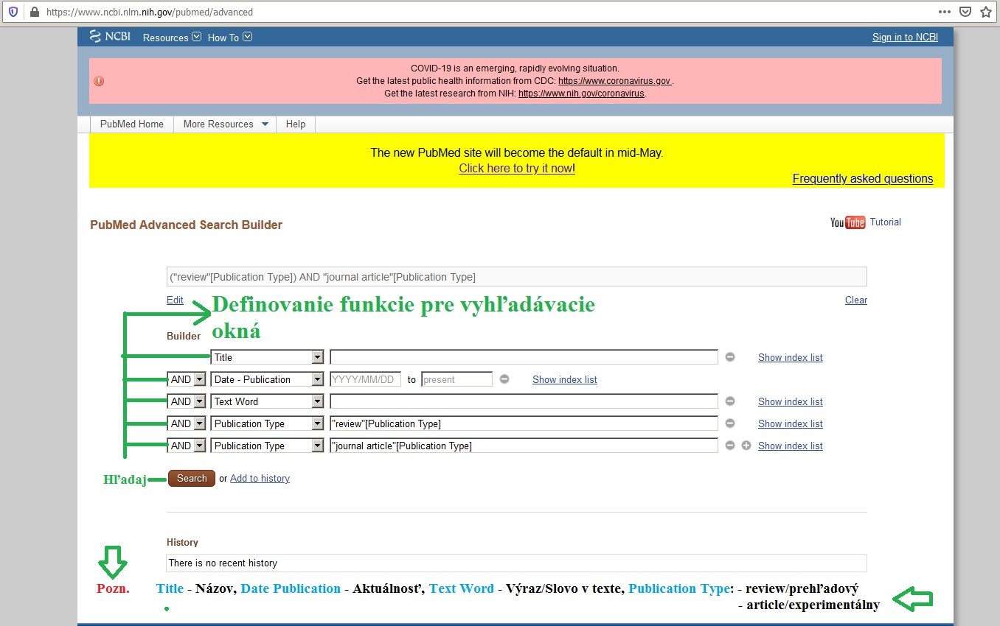 https://www.ncbi.nlm.nih.gov/pubmed/advanced
NCBI Resources How To Sign in to NCBI
COVID-19 is an emerging, rapidly evolving situation.
Get the latest public health information from CDC: https://www.coronavirus.gov .
Get the latest research from NIH: https://www.nih.gov/coronavirus.
PubMed Home More Resources Help
The new PubMed site will become the default in mid-May.
Click here to try it now!
Frequently asked questions
PubMed Advanced Search Builder
YouTube Tutorial
("review"[Publication Type]) AND "journal article"[Publication Type]
Edit Clear
Definovanie funkcie pre vyhľadávacie
okná
Builder
Title Show index list
AND Date - Publication YYYY/MM/DD to present Show index list
AND Text Word Show index list
AND Publication Type "review"[Publication Type] Show index list
AND Publication Type "journal article"[Publication Type] Show index list
Hľadaj Search or Add to history
History
There is no recent history
Pozn. Title - Názov, Date Publication - Aktuálnosť, Text Word - Výraz/Slovo v texte, Publication Type: - review/prehľadový
- article/experimentálny